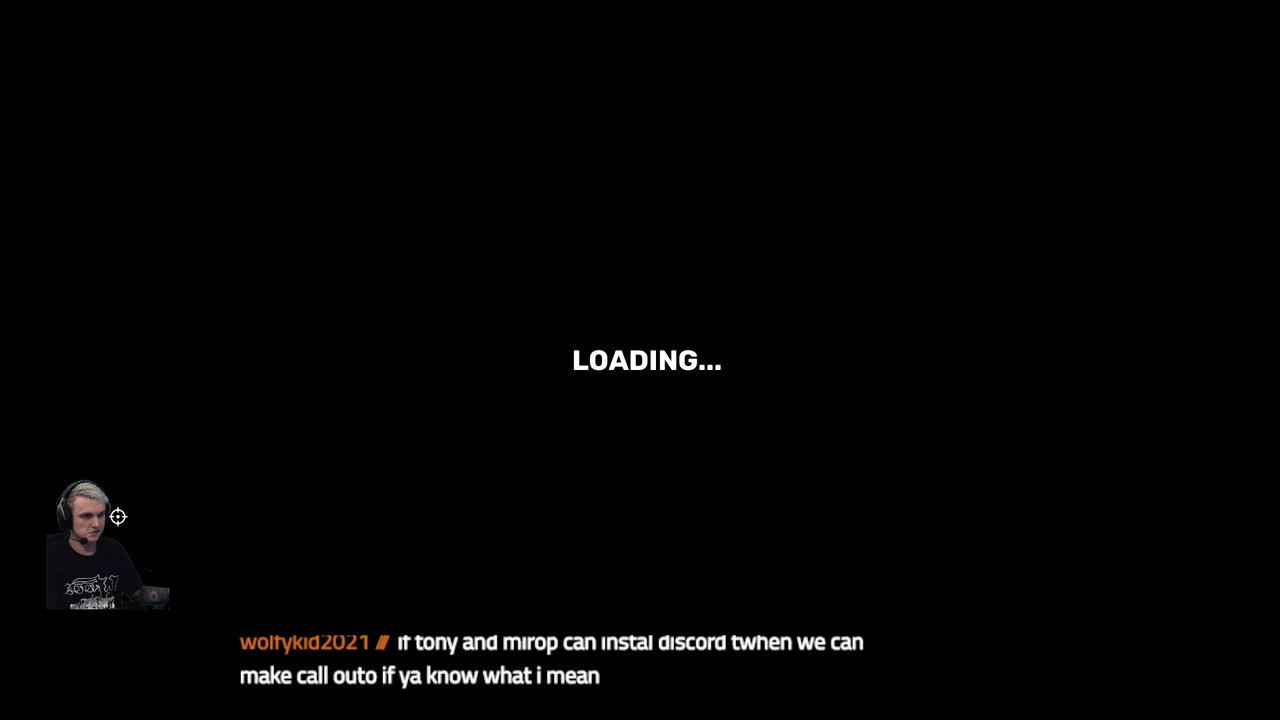 LOADING...
wolfykid2021 /// if tony and mirop can instal discord twhen we can
make call outo if ya know what i mean